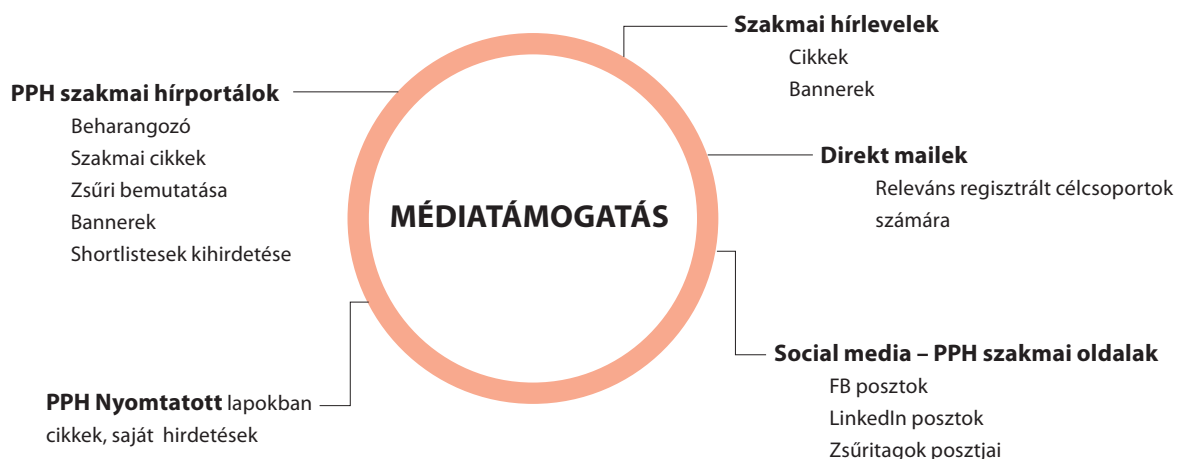 Szakmai hírlevelek
Cikkek
Bannerek
PPH szakmai hírportálok
Beharangozó
Szakmai cikkek
Zsűri bemutatása
Bannerek
Shortlistesek kihirdetése
Direkt mailek
Releváns regisztrált célcsoportok
számára
MÉDIATÁMOGATÁS
Social media – PPH szakmai oldalak
FB posztok
LinkedIn posztok
Zsűritagok posztjai
PPH Nyomtatott lapokban
cikkek, saját hirdetések